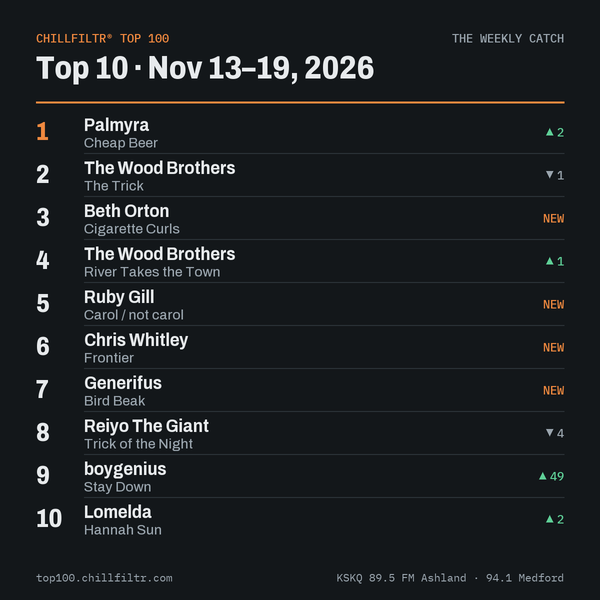 CHILLFILTR® TOP 100
THE WEEKLY CATCH
Top 10 · Nov 13–19, 2026
1 Palmyra ▲ 2
Cheap Beer
2 The Wood Brothers ▼ 1
The Trick
3 Beth Orton NEW
Cigarette Curls
4 The Wood Brothers ▲ 1
River Takes the Town
5 Ruby Gill NEW
Carol / not carol
6 Chris Whitley NEW
Frontier
7 Generifus NEW
Bird Beak
8 Reiyo The Giant ▼ 4
Trick of the Night
9 boygenius ▲ 49
Stay Down
10 Lomelda ▲ 2
Hannah Sun
top100.chillfiltr.com
KSKQ 89.5 FM Ashland · 94.1 Medford